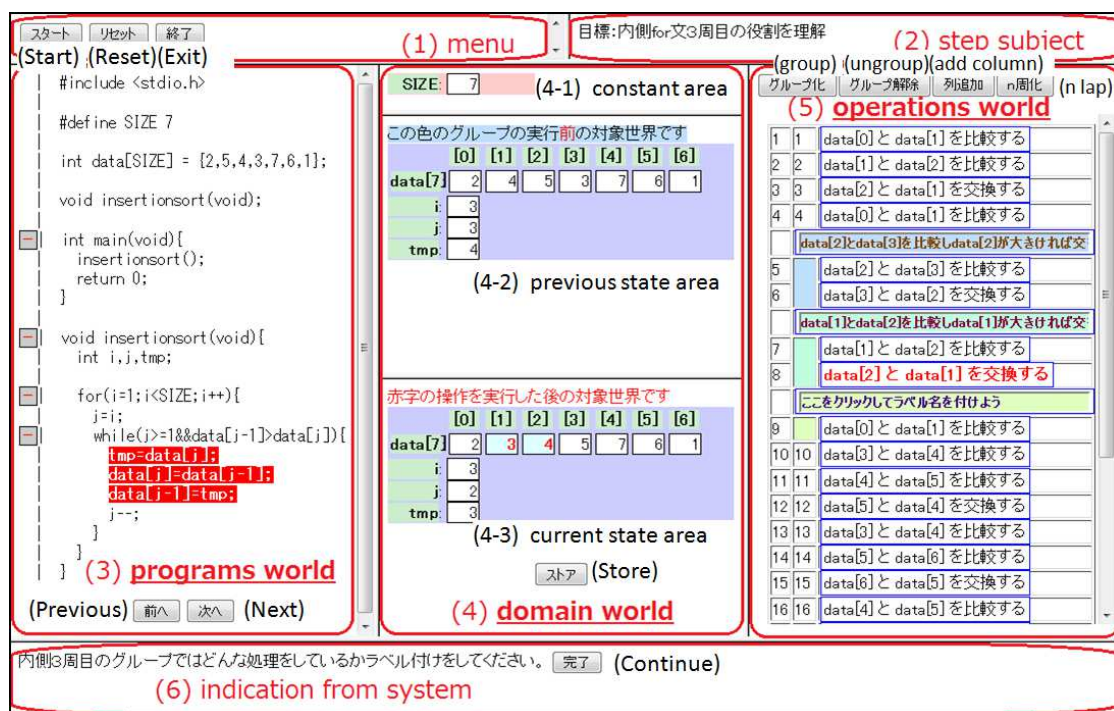 スタート リセット 終了
(Start) (Reset)(Exit)
(1) menu
目標:内側for文3周目の役割を理解
(2) step subject
#include <stdio.h>
#define SIZE 7
int data[SIZE] = {2,5,4,3,7,6,1};
void insertionsort(void);
int main(void){
insertionsort();
return 0;
}
void insertionsort(void){
int i,j,tmp;
for(i=1;i<SIZE;i++){
j=i;
while(j>=1&&data[j-1]>data[j]){
tmp=data[j];
data[j]=data[j-1];
data[j-1]=tmp;
j--;
}
}
}
(3) programs world
(Previous) 前へ 次へ (Next)
SIZE: 7
(4-1) constant area
この色のグループの実行前の対象世界です
[0] [1] [2] [3] [4] [5] [6]
data[7] 2 4 5 3 7 6 1
i: 3
j: 3
tmp: 4
(4-2) previous state area
赤字の操作を実行した後の対象世界です
[0] [1] [2] [3] [4] [5] [6]
data[7] 2 3 4 5 7 6 1
i: 3
j: 2
tmp: 3
(4-3) current state area
ストア (Store)
(4) domain world
(group) (ungroup)(add column)
グループ化 グループ解除 列追加 n周化 (n lap)
(5) operations world
1 1 data[0]と data[1]を比較する
2 2 data[1]と data[2]を比較する
3 3 data[2]と data[1]を交換する
4 4 data[0]と data[1]を比較する
data[2]とdata[3]を比較しdata[2]が大きければ交
5 data[2]と data[3]を比較する
6 data[3]と data[2]を交換する
data[1]とdata[2]を比較しdata[1]が大きければ交
7 data[1]と data[2]を比較する
8 data[2]と data[1]を交換する
ここをクリックしてラベル名を付けよう
9 data[0]と data[1]を比較する
10 10 data[3]と data[4]を比較する
11 11 data[4]と data[5]を比較する
12 12 data[5]と data[4]を交換する
13 13 data[3]と data[4]を比較する
14 14 data[5]と data[6]を比較する
15 15 data[6]と data[5]を交換する
16 16 data[4]と data[5]を比較する
内側3周目のグループではどんな処理をしているかラベル付けをしてください。 完了 (Continue)
(6) indication from system